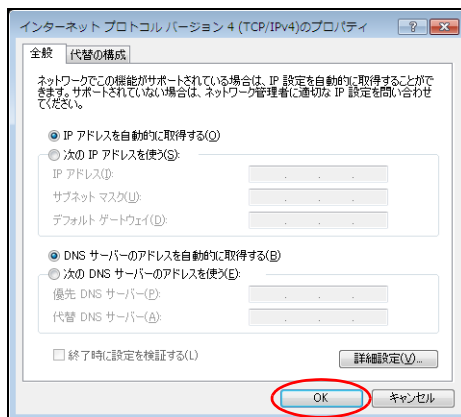 インターネット プロトコル バージョン 4 (TCP/IPv4)のプロパティ
全般
代替の構成
ネットワークでこの機能がサポートされている場合は、IP 設定を自動的に取得することがで
きます。サポートされていない場合は、ネットワーク管理者に適切な IP 設定を問い合わせ
てください。
IP アドレスを自動的に取得する(O)
次の IP アドレスを使う(S):
IP アドレス(I):
サブネット マスク(U):
デフォルト ゲートウェイ(D):
DNS サーバーのアドレスを自動的に取得する(B)
次の DNS サーバーのアドレスを使う(E):
優先 DNS サーバー(P):
代替 DNS サーバー(A):
終了時に設定を検証する(L)
詳細設定(V)...
OK
キャンセル